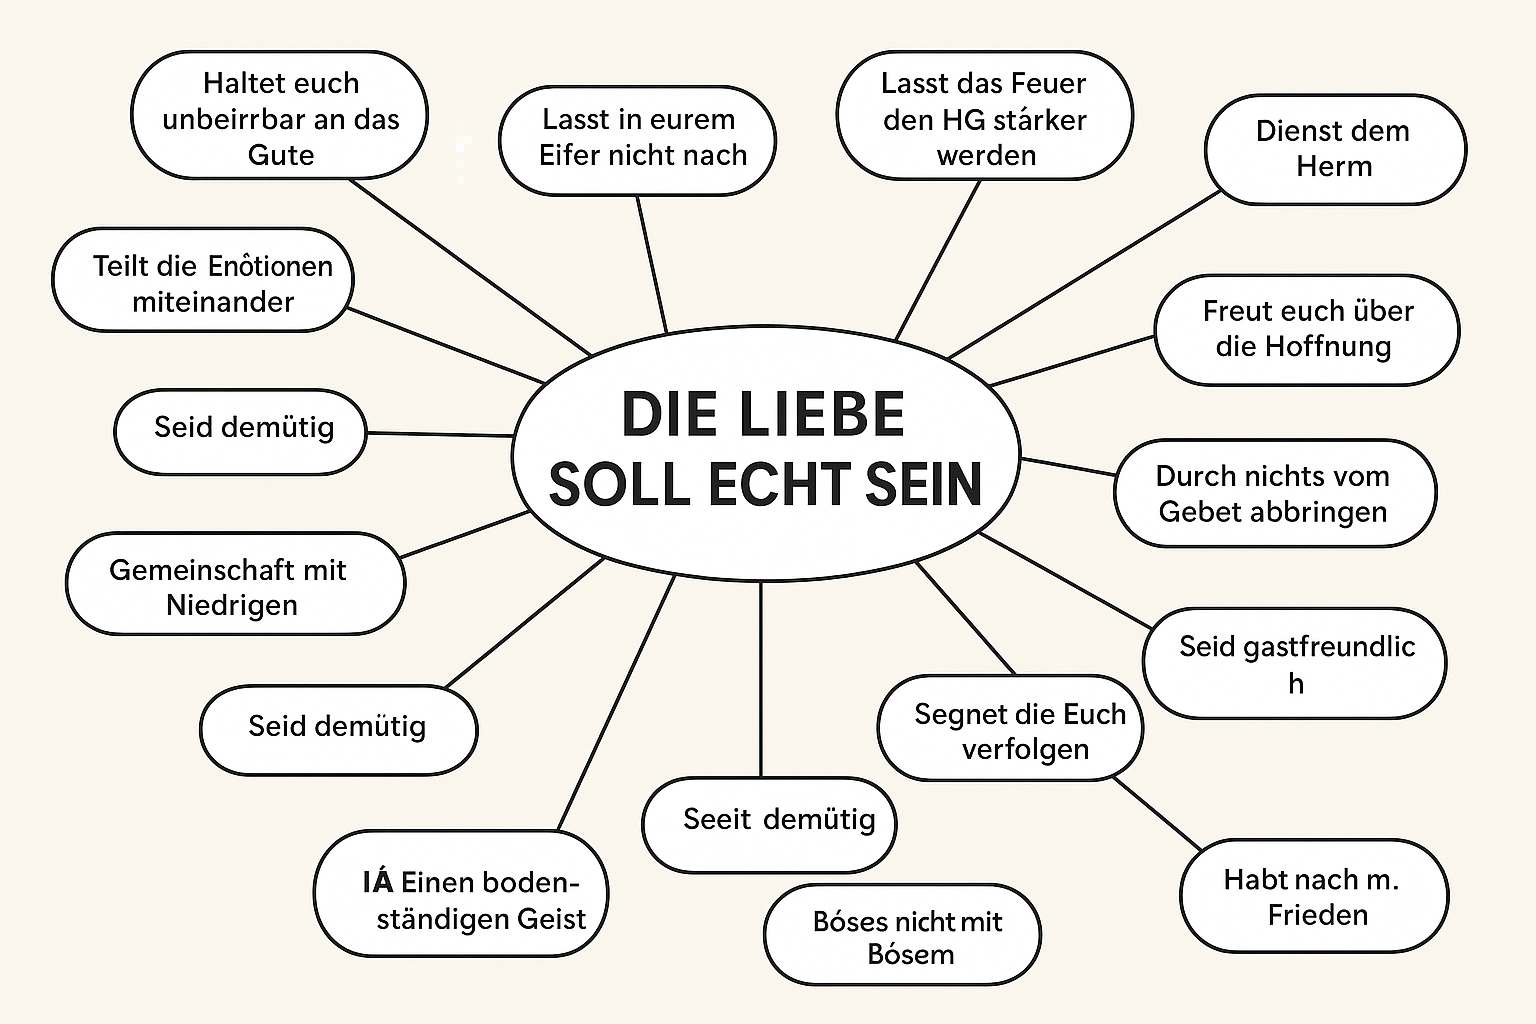 Haltet euch
unbeirrbar an das
Gute
Lasst in eurem
Eifer nicht nach
Lasst das Feuer
den HG stárker
werden
Dienst dem
Herm
Teilt die Enôtionen
miteinander
Freut euch über
die Hoffnung
DIE LIEBE
SOLL ECHT SEIN
Seid demütig
Durch nichts vom
Gebet abbringen
Gemeinschaft mit
Niedrigen
Seid gastfreundlic
h
Seid demütig
Segnet die Euch
verfolgen
Seeit demütig
IÁ Einen boden-
ständigen Geist
Bóses nicht mit
Bósem
Habt nach m.
Frieden